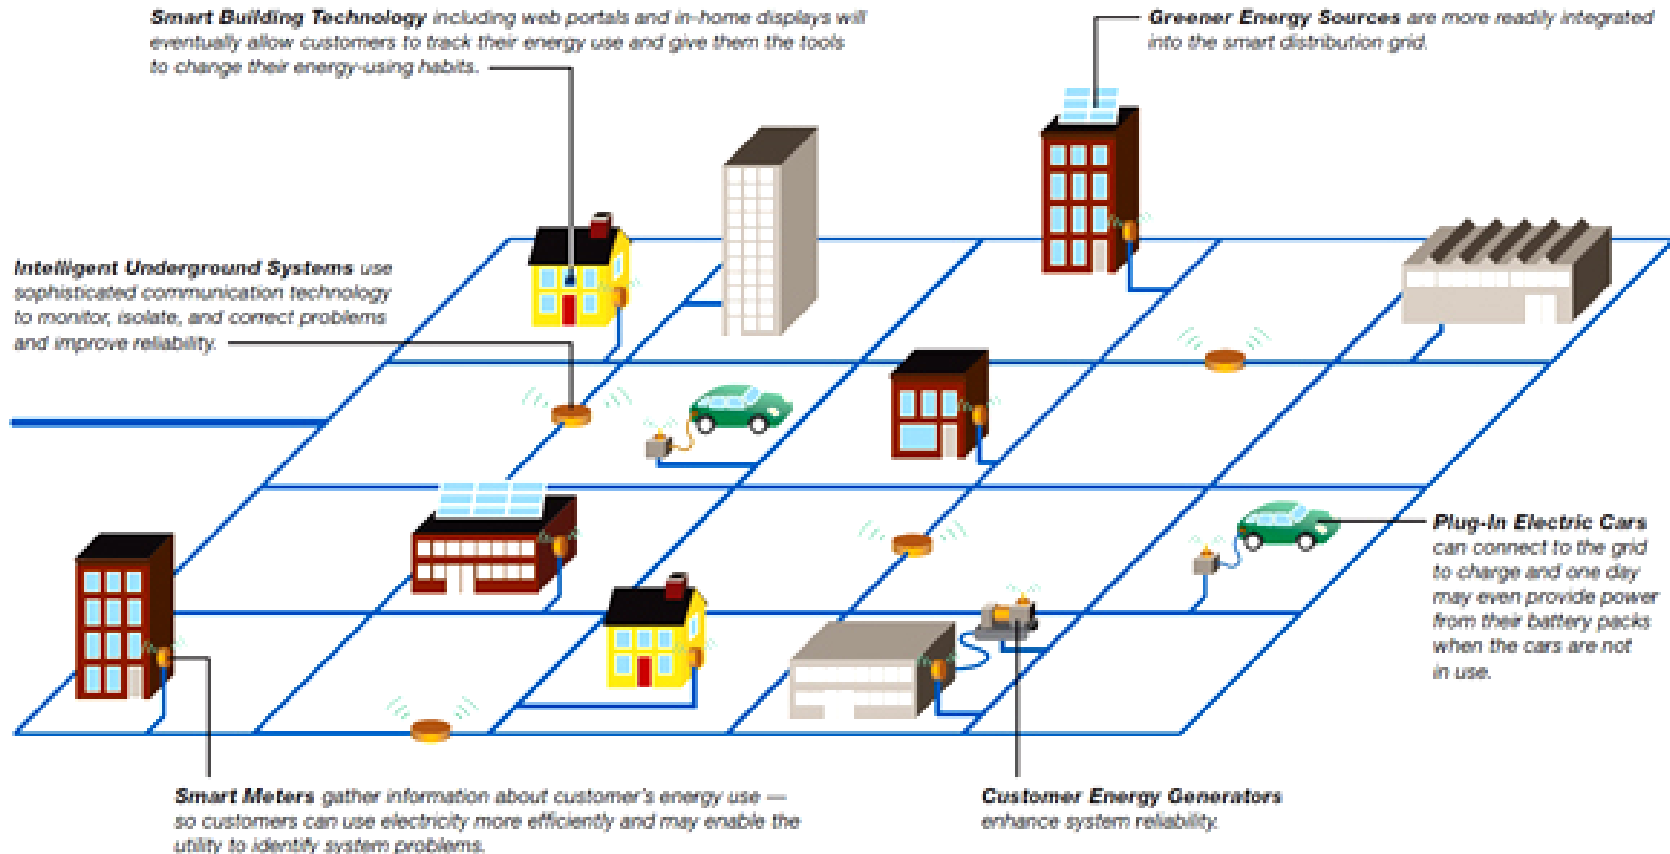 Smart Building Technology including web portals and in-home displays will
eventually allow customers to track their energy use and give them the tools
to change their energy-using habits.
Greener Energy Sources are more readily integrated
into the smart distribution grid.
Intelligent Underground Systems use
sophisticated communication technology
to monitor, isolate, and correct problems
and improve reliability.
Plug-In Electric Cars
can connect to the grid
to charge and one day
may even provide power
from their battery packs
when the cars are not
in use.
Smart Meters gather information about customer's energy use —
so customers can use electricity more efficiently and may enable the
utility to identify system problems.
Customer Energy Generators
enhance system reliability.